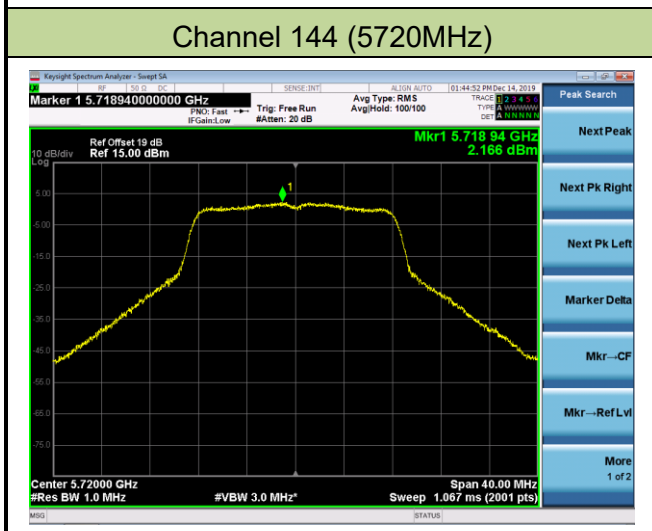 Channel 144 (5720MHz)
Keysight Spectrum Analyzer - Swept SA
RF 50 Ω DC SENSE:INT ALIGN AUTO 01:44:52 PM Dec 14, 2019
Marker 1 5.718940000000 GHz
PNO: Fast
IFGain:Low
Trig: Free Run
#Atten: 20 dB
Avg Type: RMS
Avg|Hold: 100/100
TRACE 1 2 3 4 5 6
TYPE A WWWWW
DET A NNNNN
Peak Search
Mkr1 5.718 94 GHz
2.166 dBm
Ref Offset 19 dB
10 dB/div Ref 15.00 dBm
Log
1
5.00
-5.00
-15.0
-25.0
-35.0
-45.0
-55.0
-65.0
-75.0
Next Peak
Next Pk Right
Next Pk Left
Marker Delta
Mkr→CF
Mkr→Ref Lvl
More
1 of 2
Center 5.72000 GHz Span 40.00 MHz
#Res BW 1.0 MHz #VBW 3.0 MHz* Sweep 1.067 ms (2001 pts)
MSG STATUS